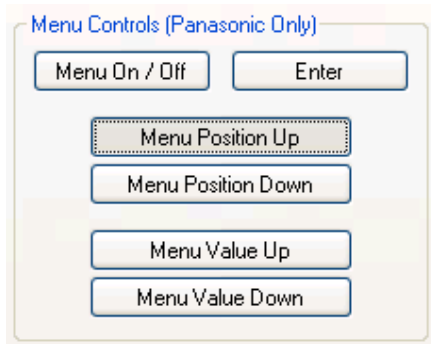 Menu Controls (Panasonic Only)
Menu On / Off Enter
Menu Position Up
Menu Position Down
Menu Value Up
Menu Value Down